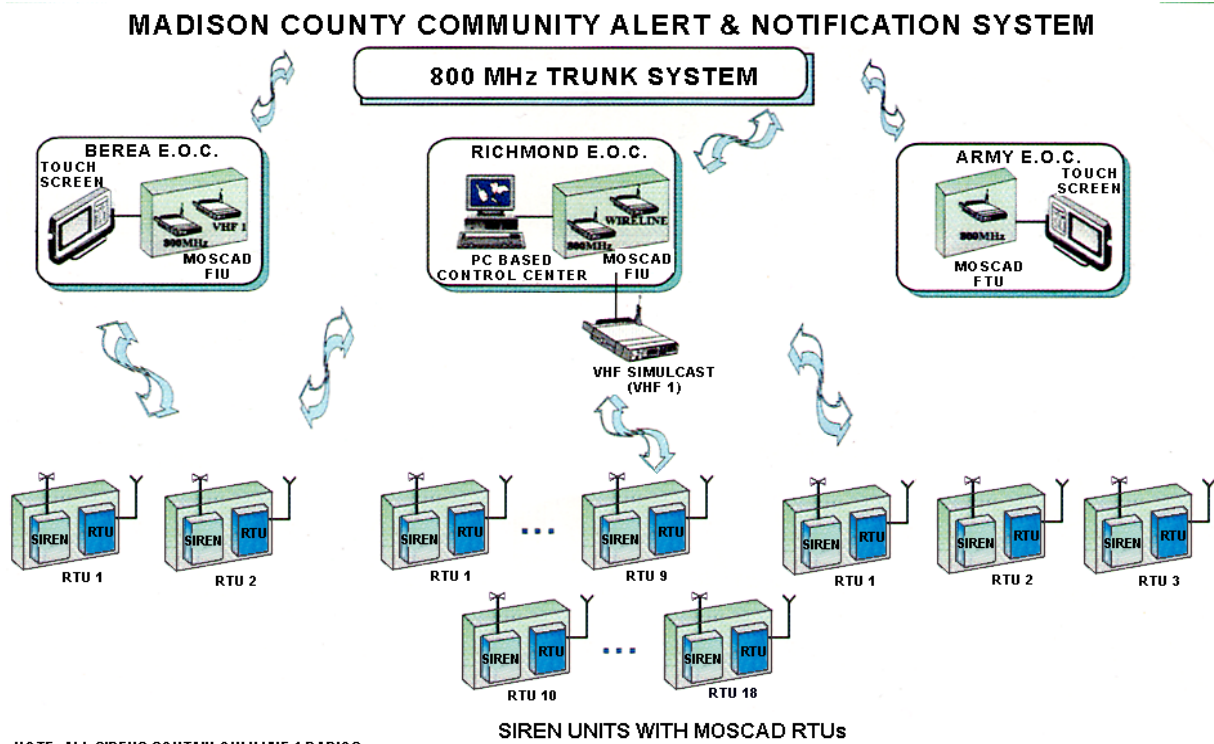 MADISON COUNTY COMMUNITY ALERT & NOTIFICATION SYSTEM
800 MHz TRUNK SYSTEM
BEREA E.O.C.
TOUCH
SCREEN
VHF 1
800MHz
MOSCAD
FIU
RICHMOND E.O.C.
WIRELINE
800MHz
PC BASED
CONTROL CENTER
MOSCAD
FIU
ARMY E.O.C.
TOUCH
SCREEN
800MHz
MOSCAD
FTU
VHF SIMULCAST
(VHF 1)
SIREN RTU
RTU 1
SIREN RTU
RTU 2
SIREN RTU
RTU 1
...
SIREN RTU
RTU 9
SIREN RTU
RTU 1
SIREN RTU
RTU 2
SIREN RTU
RTU 3
SIREN RTU
RTU 10
...
SIREN RTU
RTU 18
SIREN UNITS WITH MOSCAD RTUs
NOTE: ALL SIRENS CONTAIN